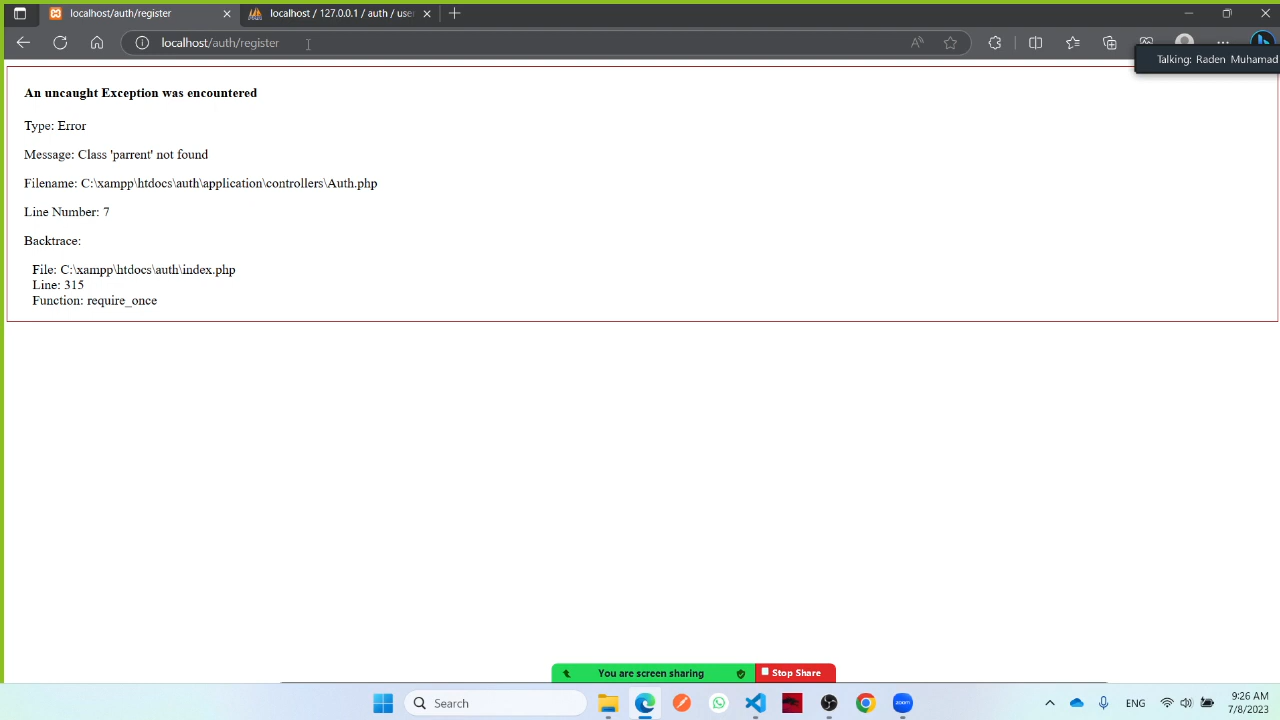 localhost/auth/register
localhost / 127.0.0.1 / auth / use
localhost/auth/register
Talking: Raden Muhamad
An uncaught Exception was encountered
Type: Error
Message: Class 'parrent' not found
Filename: C:\xampp\htdocs\auth\application\controllers\Auth.php
Line Number: 7
Backtrace:
File: C:\xampp\htdocs\auth\index.php
Line: 315
Function: require_once
You are screen sharing
Stop Share
Search
zoom
ENG
9:26 AM
7/8/2023